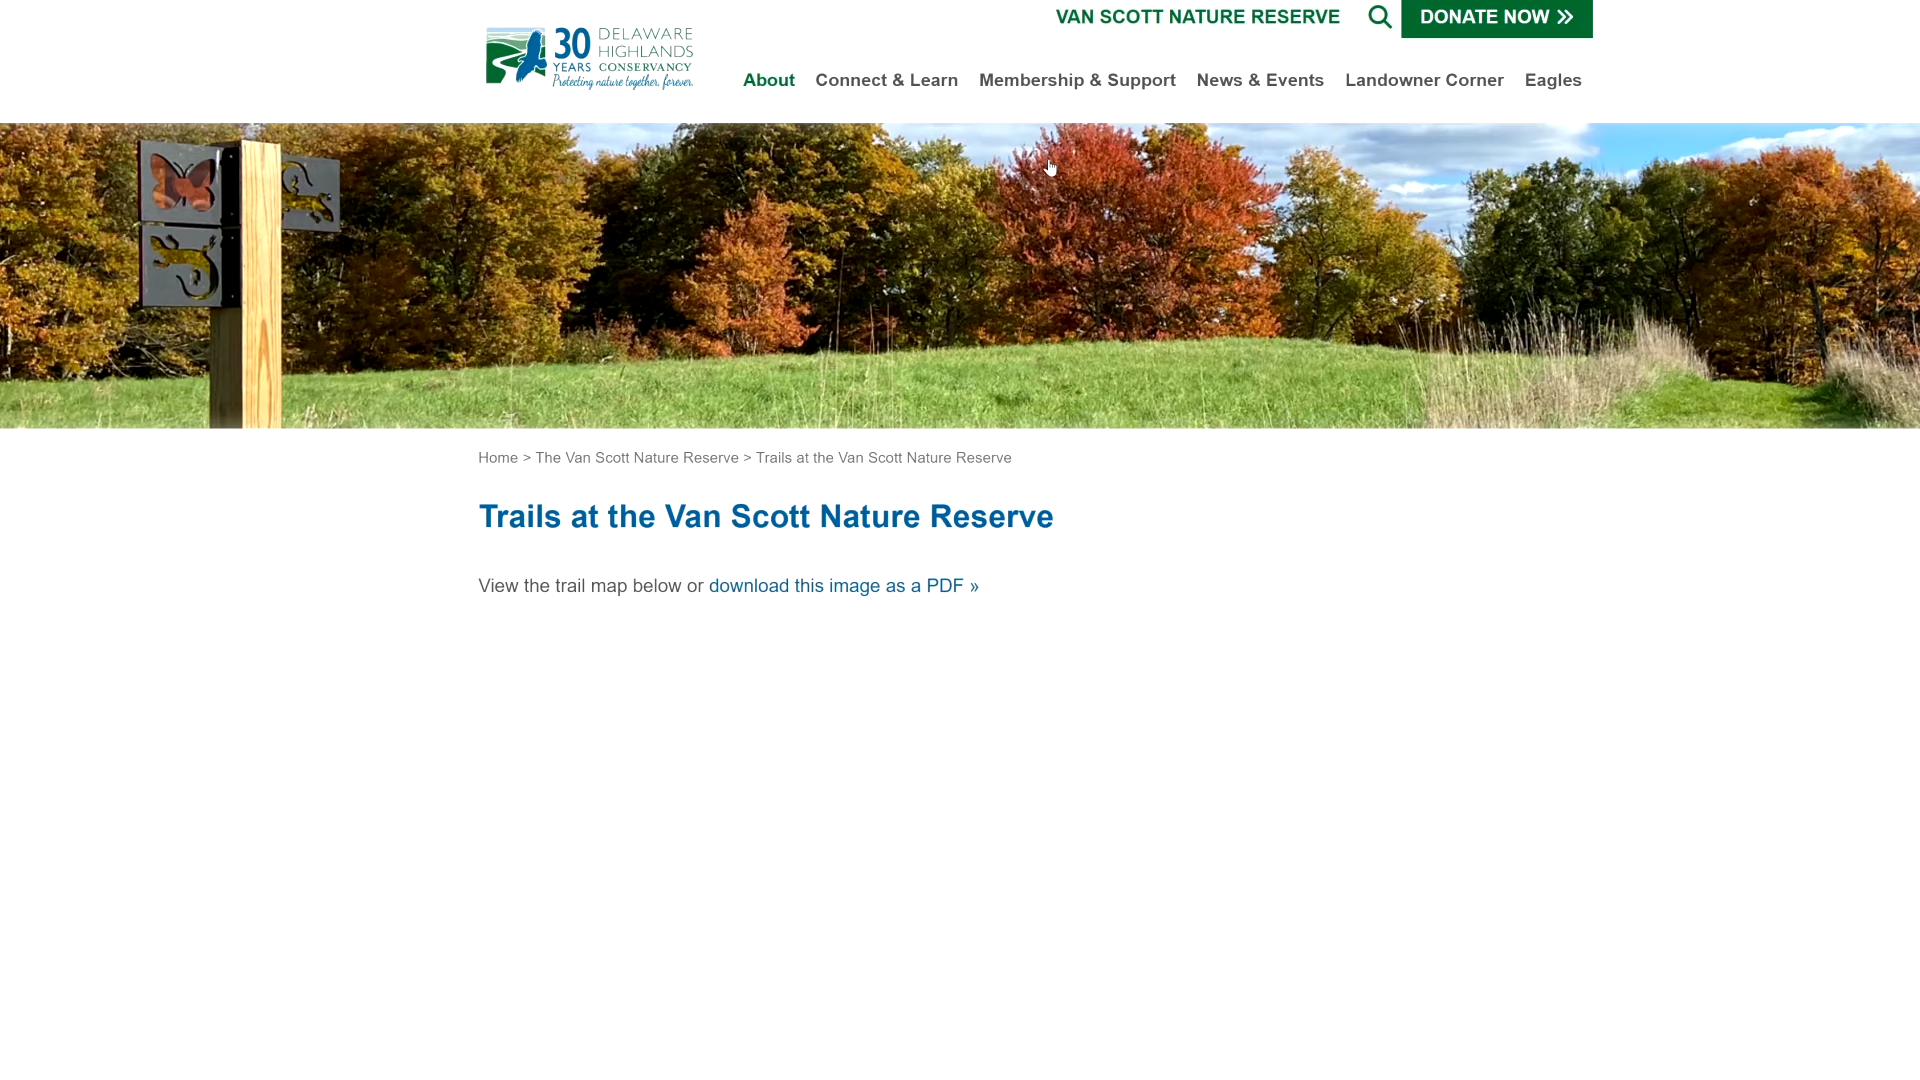 VAN SCOTT NATURE RESERVE
DONATE NOW »
30 YEARS
DELAWARE
HIGHLANDS
CONSERVANCY
Protecting nature together, forever.
About
Connect & Learn
Membership & Support
News & Events
Landowner Corner
Eagles
Home > The Van Scott Nature Reserve > Trails at the Van Scott Nature Reserve
Trails at the Van Scott Nature Reserve
View the trail map below or download this image as a PDF »